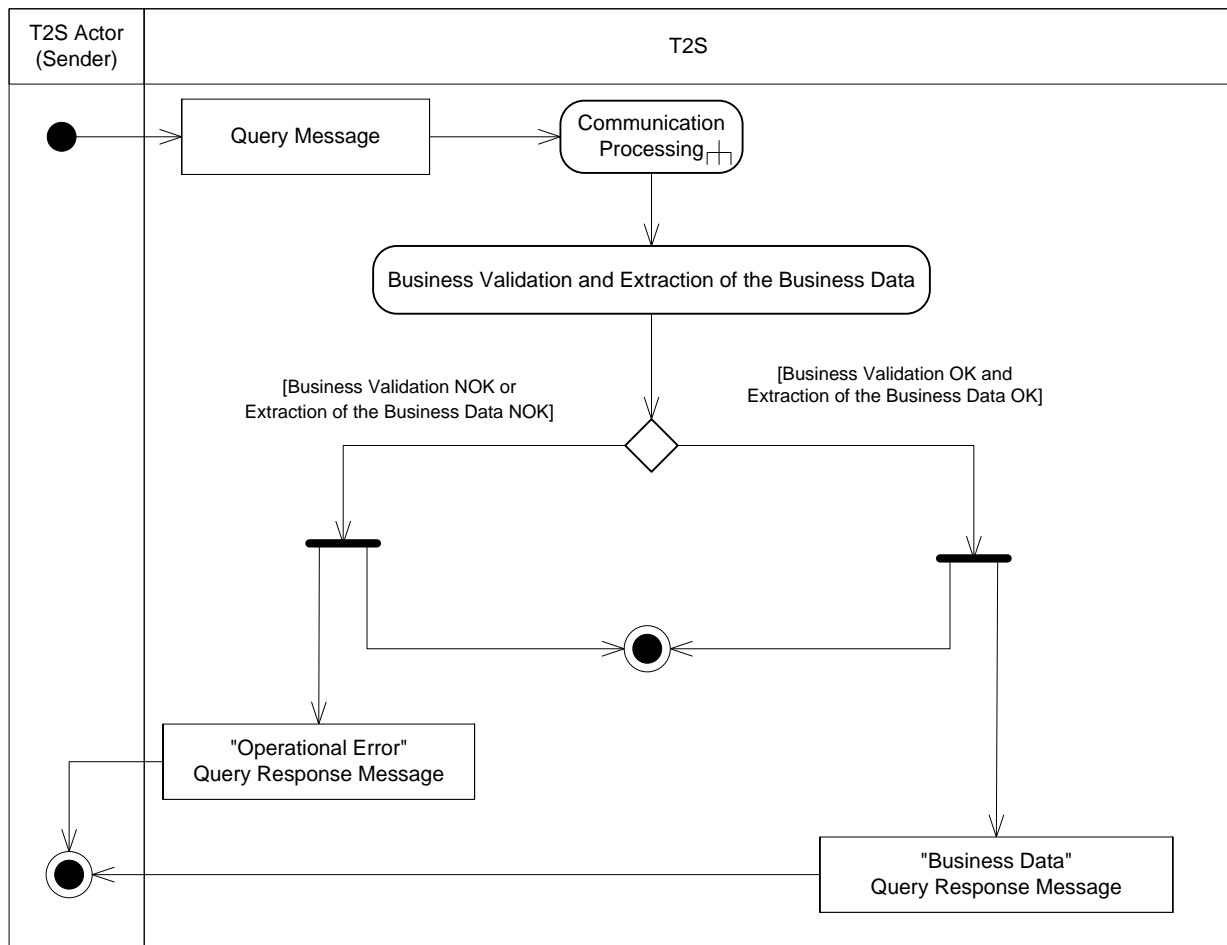 T2S Actor
(Sender)
T2S
Query Message
Communication
Processing
Business Validation and Extraction of the Business Data
[Business Validation NOK or
Extraction of the Business Data NOK]
[Business Validation OK and
Extraction of the Business Data OK]
"Operational Error"
Query Response Message
"Business Data"
Query Response Message